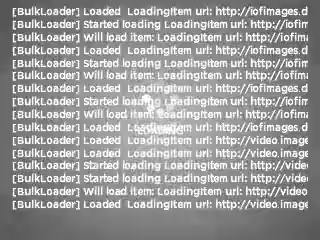 [BulkLoader] Loaded LoadingItem url: http://iofimages.d
[BulkLoader] Started loading LoadingItem url: http://iofim
[BulkLoader] Will load item: LoadingItem url: http://iofima
[BulkLoader] Loaded LoadingItem url: http://iofimages.d
[BulkLoader] Started loading LoadingItem url: http://iofim
[BulkLoader] Will load item: LoadingItem url: http://iofima
[BulkLoader] Loaded LoadingItem url: http://iofimages.d
[BulkLoader] Started loading LoadingItem url: http://iofim
[BulkLoader] Will load item: LoadingItem url: http://iofima
[BulkLoader] Loaded LoadingItem url: http://iofimages.d
[BulkLoader] Loaded LoadingItem url: http://video.image
[BulkLoader] Loaded LoadingItem url: http://video.image
[BulkLoader] Started loading LoadingItem url: http://video
[BulkLoader] Started loading LoadingItem url: http://video
[BulkLoader] Will load item: LoadingItem url: http://video
[BulkLoader] Loaded LoadingItem url: http://video.image